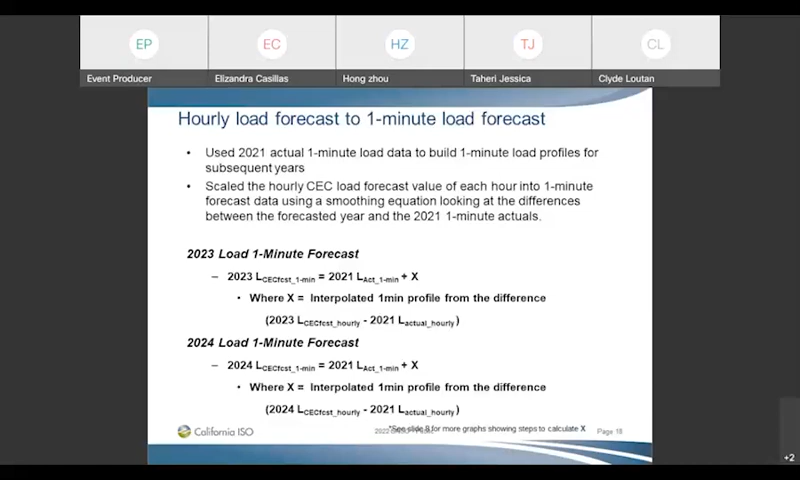 EP
EC
HZ
TJ
CL
Event Producer
Elizandra Casillas
Hong zhou
Taheri Jessica
Clyde Loutan
Hourly load forecast to 1-minute load forecast
• Used 2021 actual 1-minute load data to build 1-minute load profiles for
subsequent years
• Scaled the hourly CEC load forecast value of each hour into 1-minute
forecast data using a smoothing equation looking at the differences
between the forecasted year and the 2021 1-minute actuals.
2023 Load 1-Minute Forecast
– 2023 LCECfcst_1-min = 2021 LAct_1-min + X
• Where X = Interpolated 1min profile from the difference
(2023 LCECfcst_hourly - 2021 Lactual_hourly)
2024 Load 1-Minute Forecast
– 2024 LCECfcst_1-min = 2021 LAct_1-min + X
• Where X = Interpolated 1min profile from the difference
(2024 LCECfcst_hourly - 2021 Lactual_hourly)
*See slide 9 for more graphs showing steps to calculate X
California ISO
Page 18
+2